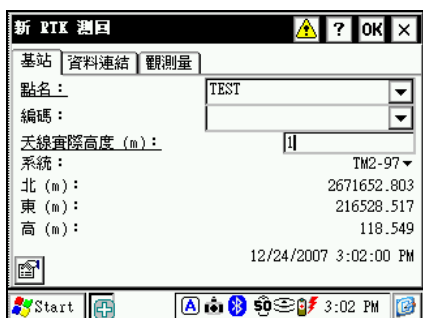 新 RTK 測回 ? OK ×
基站 資料連結 觀測量
點名： TEST
編碼：
天線實際高度 (m)： 1
系統： TM2-97
北 (m)： 2671652.803
東 (m)： 216528.517
高 (m)： 118.549
12/24/2007 3:02:00 PM
Start A 50 3:02 PM